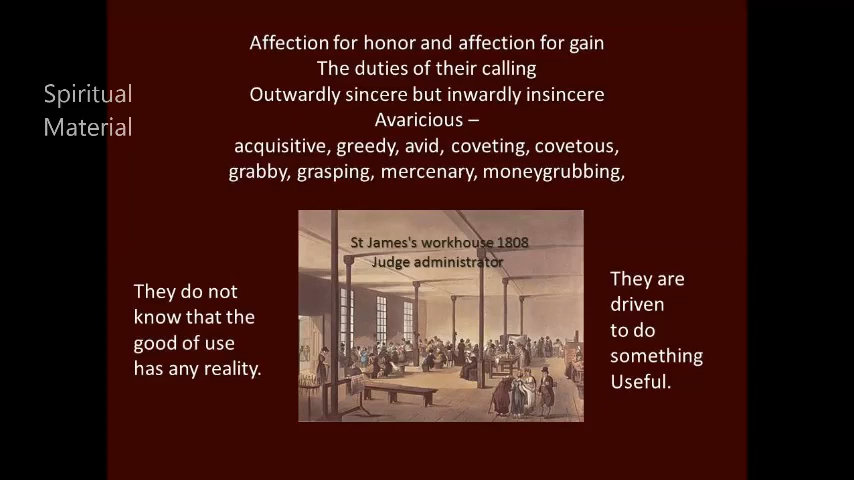 Affection for honor and affection for gain
The duties of their calling
Outwardly sincere but inwardly insincere
Avaricious –
acquisitive, greedy, avid, coveting, covetous,
grabby, grasping, mercenary, moneygrubbing,
Spiritual
Material
St James's workhouse 1808
Judge administrator
They do not
know that the
good of use
has any reality.
They are
driven
to do
something
Useful.